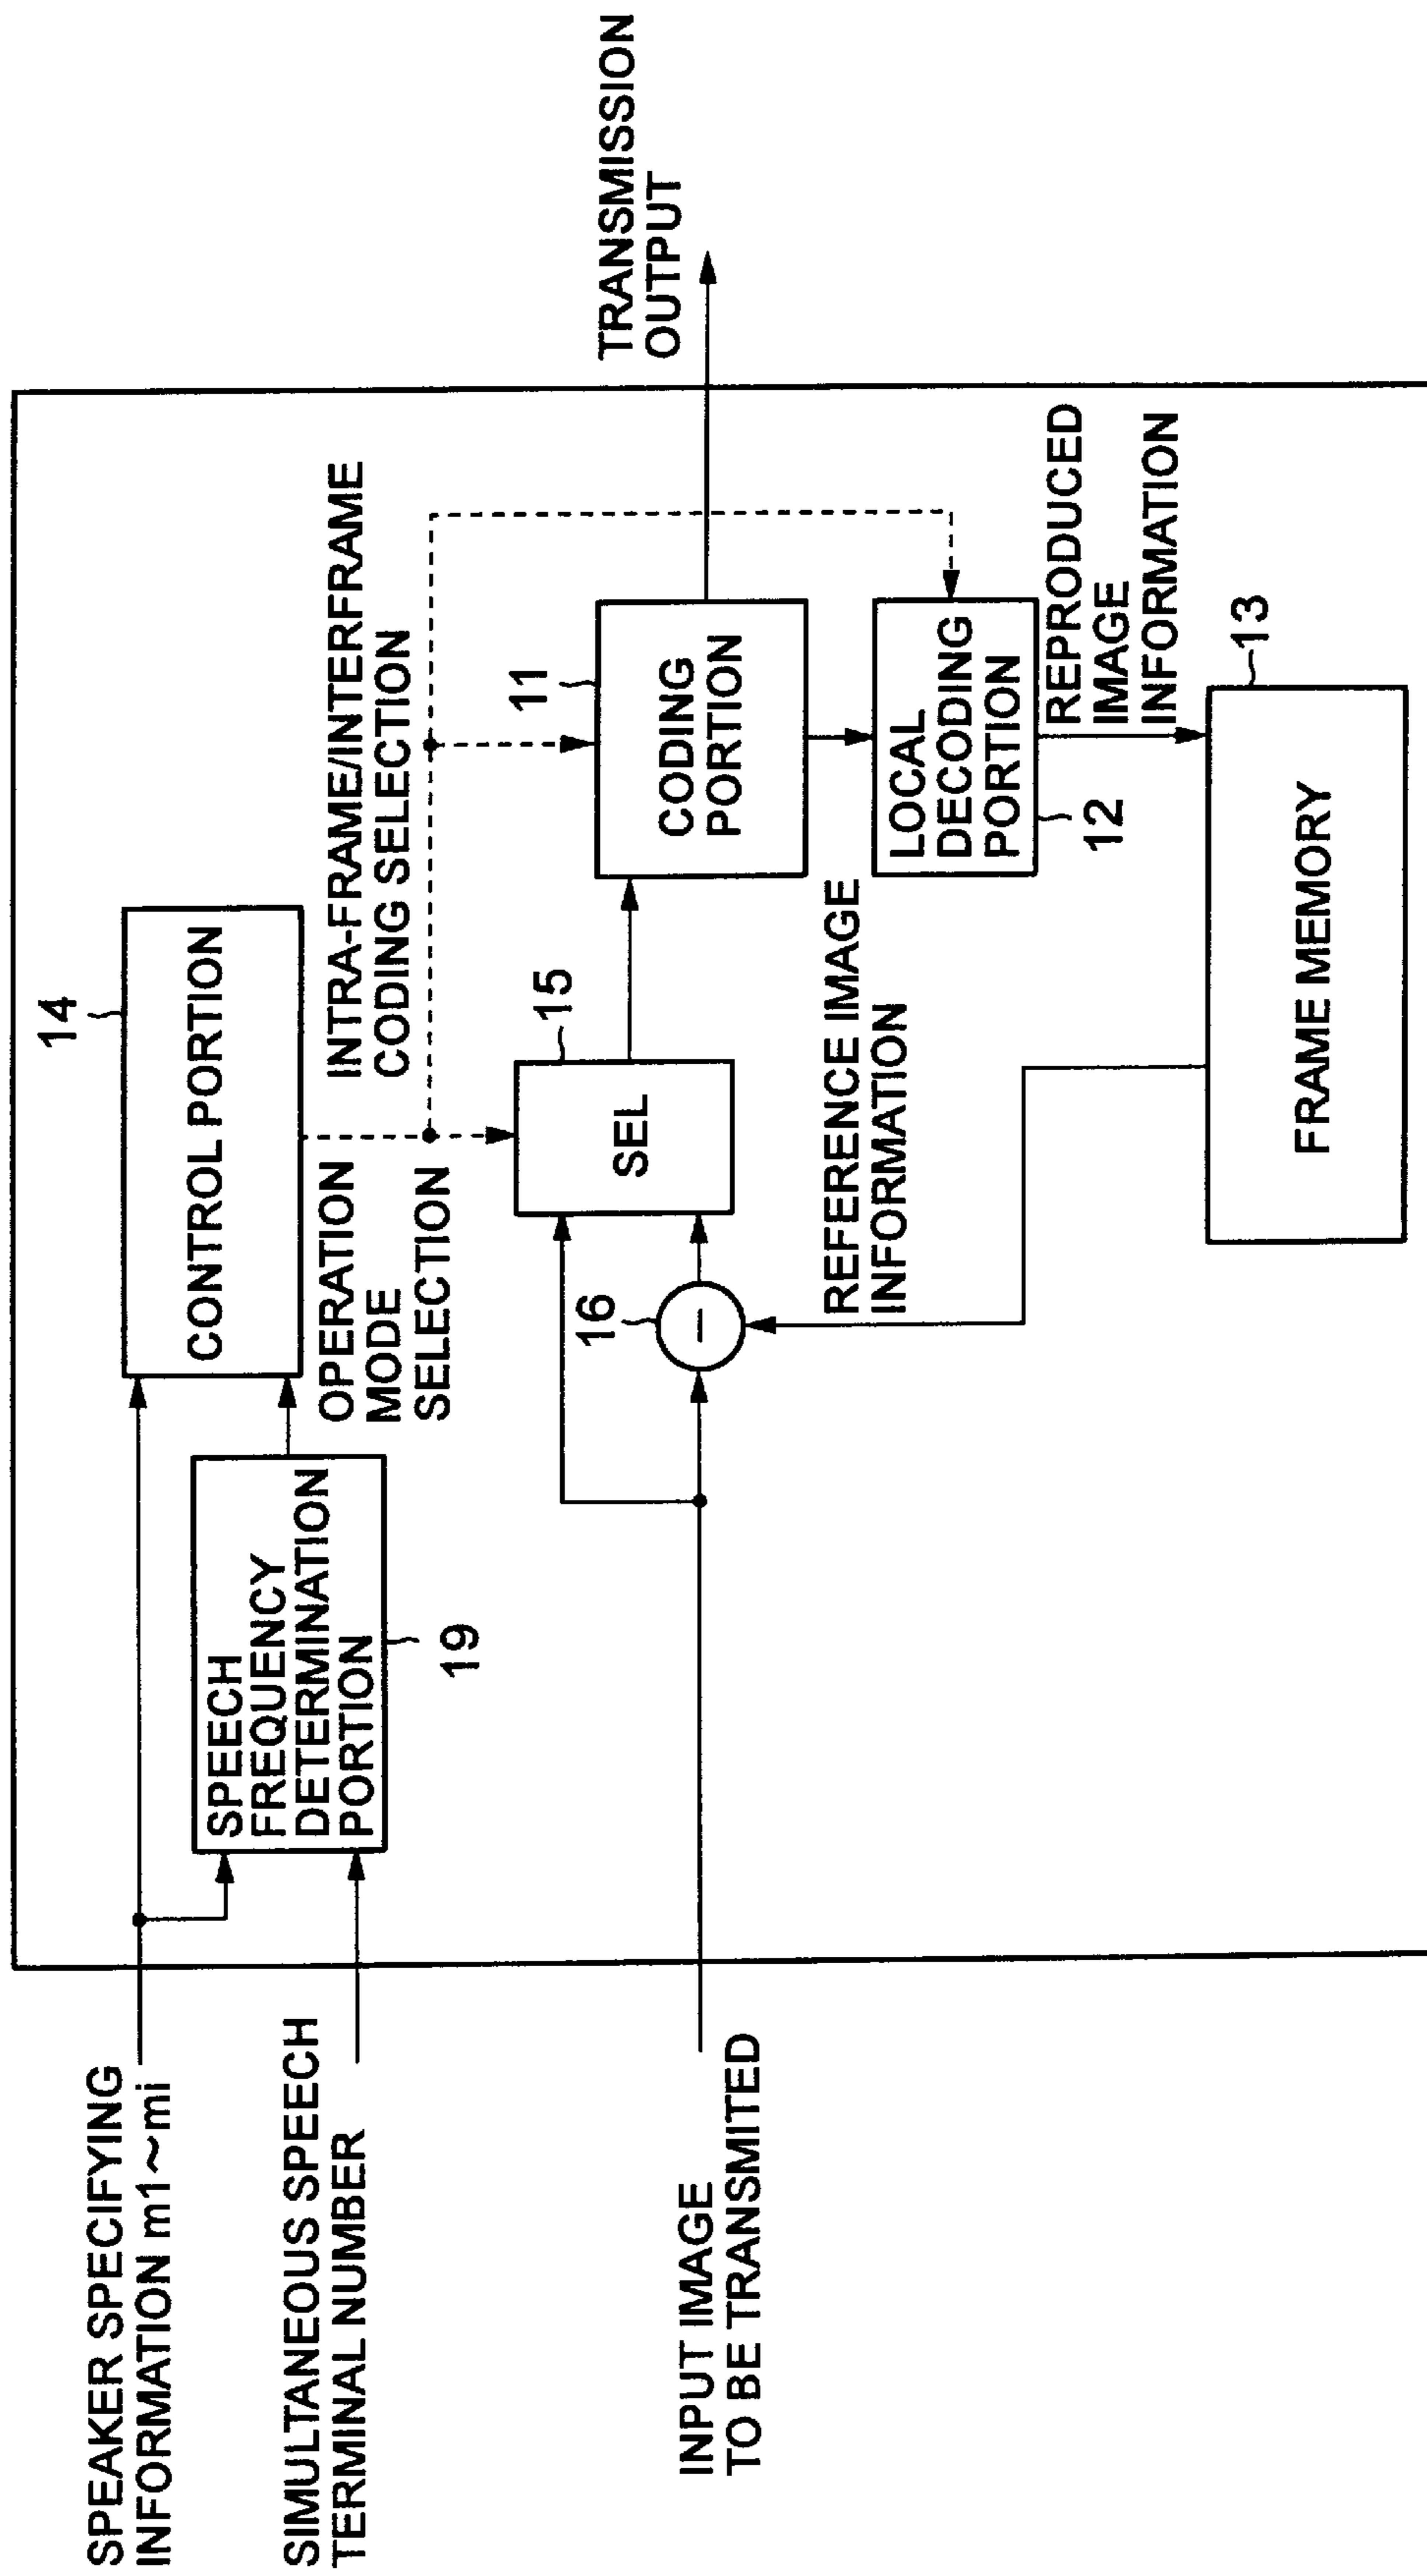 SPEAKER SPECIFYING
INFORMATION m1~mi
SIMULTANEOUS SPEECH
TERMINAL NUMBER
INPUT IMAGE
TO BE TRANSMITED
SPEECH
FREQUENCY
DETERMINATION
PORTION
19
14
CONTROL PORTION
OPERATION
MODE
SELECTION
INTRA-FRAME/INTERFRAME
CODING SELECTION
16
15
SEL
11
CODING
PORTION
TRANSMISSION
OUTPUT
REFERENCE IMAGE
INFORMATION
LOCAL
DECODING
PORTION
12
REPRODUCED
IMAGE
INFORMATION
13
FRAME MEMORY